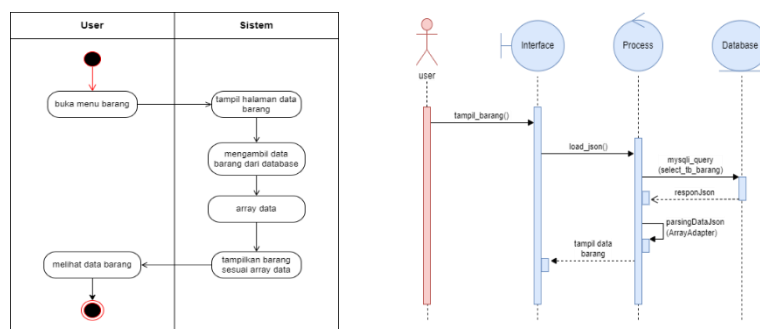 User
Sistem
buka menu barang
tampil halaman data
barang
mengambil data
barang dari database
array data
tampilkan barang
sesuai array data
melihat data barang
user
Interface
Process
Database
tampil_barang()
load_json()
mysqli_query
(select_tb_barang)
responJson
parsingDataJson
(ArrayAdapter)
tampil data
barang